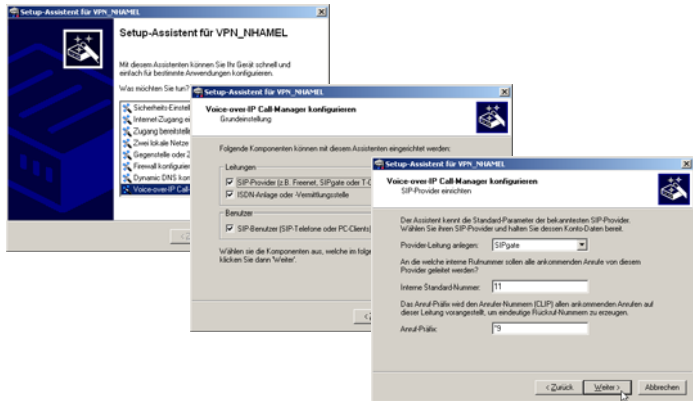 Setup-Assistent für VPN_NHAMEL
Setup-Assistent für VPN_NHAMEL
Mit diesem Assistenten können Sie Ihr Gerät schnell und
einfach für bestimmte Anwendungen konfigurieren.
Was möchten Sie tun?
Sicherheits-Einstel
Internet-Zugang ei
Zugang bereitstelle
Zwei lokale Netze
Gegenstelle oder
Firewall konfigurier
Dynamic DNS kon
Voice-over-IP Call
Setup-Assistent für VPN_NHAMEL
Voice-over-IP Call-Manager konfigurieren
Grundeinstellung
Folgende Komponenten können mit diesem Assistenten eingerichtet werden:
Leitungen
SIP-Provider (z.B. Freenet, SIPgate oder T-O
ISDN-Anlage oder -Vermittlungsstelle
Benutzer
SIP-Benutzer (SIP-Telefone oder PC-Clients)
Wählen sie die Komponenten aus, welche im folge
klicken Sie dann 'Weiter'.
Setup-Assistent für VPN_NHAMEL
Voice-over-IP Call-Manager konfigurieren
SIP-Provider einrichten
Der Assistent kennt die Standard-Parameter der bekanntesten SIP-Provider.
Wählen Sie ihren SIP-Provider und halten Sie dessen Konto-Daten bereit.
Provider-Leitung anlegen: SIPgate
An die welche interne Rufnummer sollen alle ankommenden Anrufe von diesem
Provider geleitet werden?
Interne Standard-Nummer: 11
Das Anruf-Präfix wird den Anrufer-Nummern (CLIP) allen ankommenden Anrufen auf
dieser Leitung vorangestellt, um eindeutige Rückruf-Nummern zu erzeugen.
Anruf-Präfix: *9
< Zurück Weiter > Abbrechen